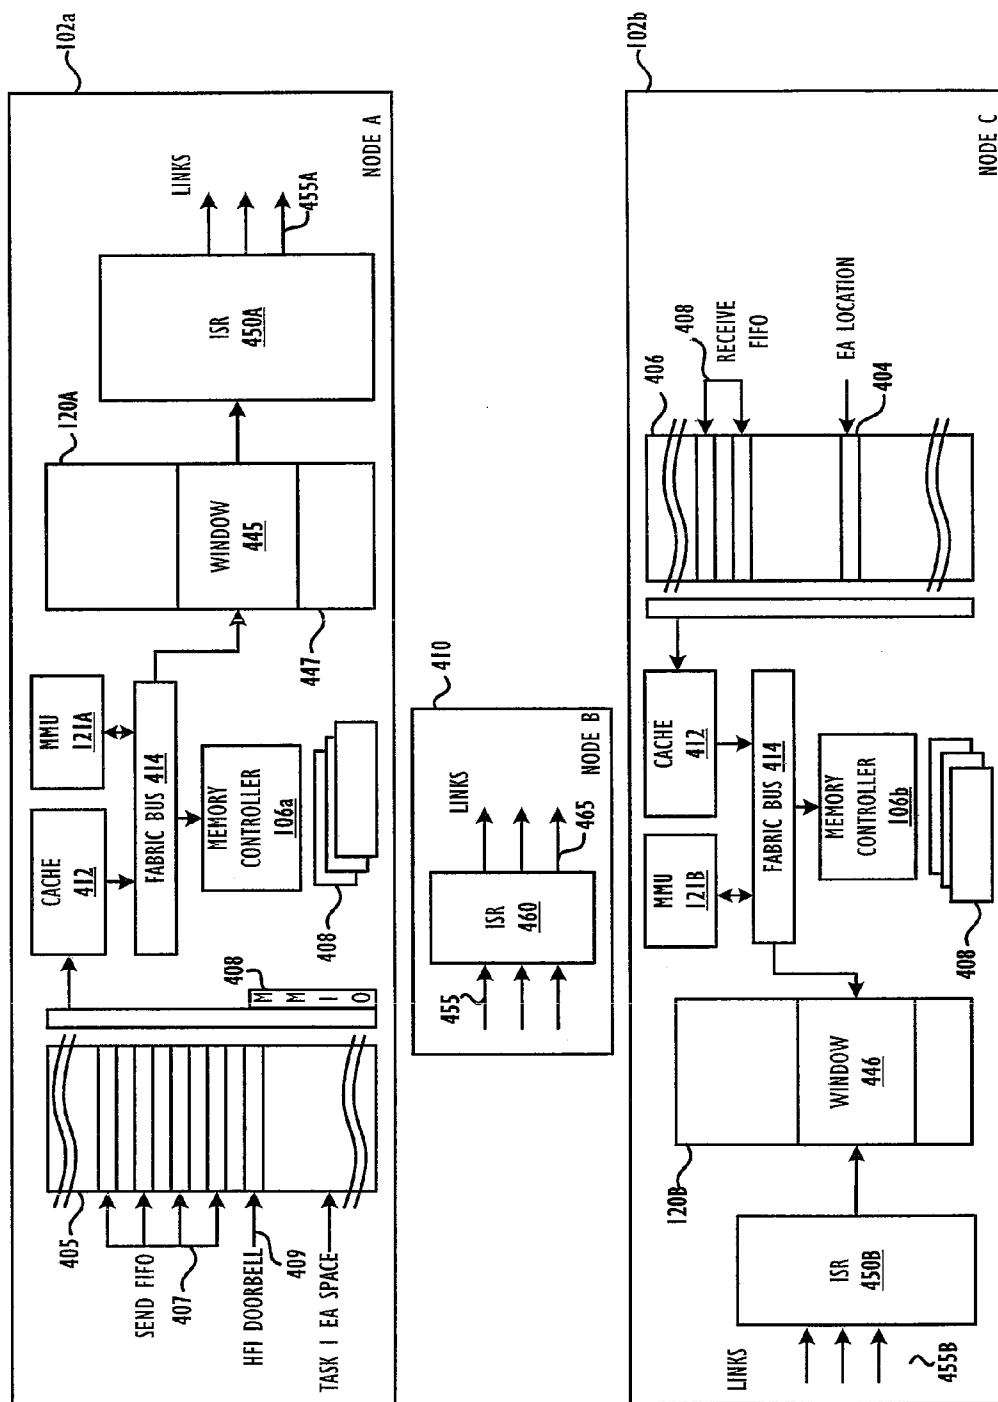 102a
NODE A
405
SEND FIFO
407
HFI DOORBELL
409
TASK 1 EA SPACE
408
M
M
I
O
CACHE
412
MMU
121A
FABRIC BUS 414
MEMORY
CONTROLLER
106a
408
120A
WINDOW
445
447
ISR
450A
LINKS
455A
410
NODE B
455
ISR
460
LINKS
465
102b
NODE C
LINKS
455B
ISR
450B
120B
WINDOW
446
MMU
121B
CACHE
412
FABRIC BUS 414
MEMORY
CONTROLLER
106b
408
406
408
RECEIVE
FIFO
EA LOCATION
404